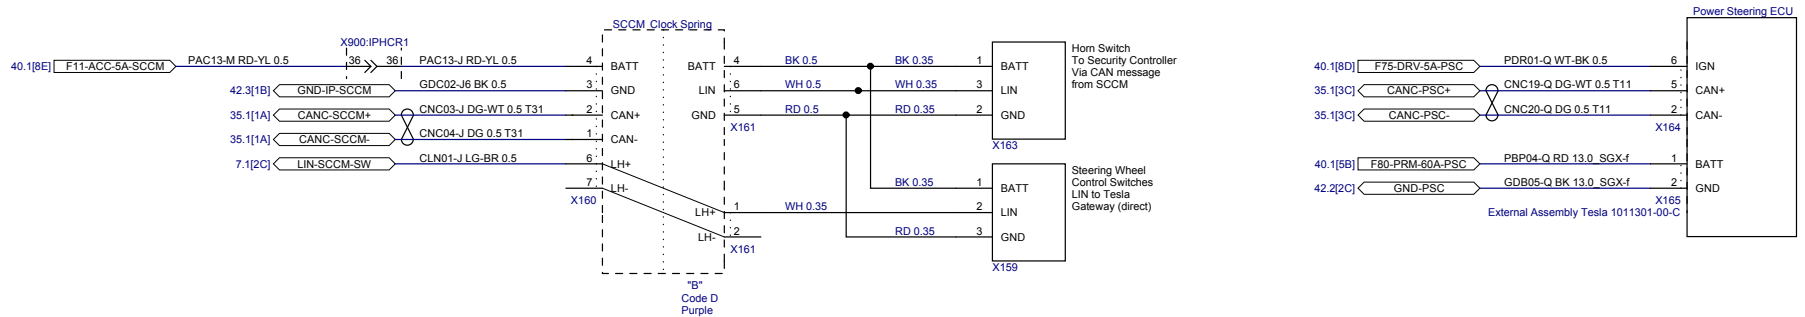 SCCM Clock Spring
Power Steering ECU
X900:IPHCR1
40.1[8E] F11-ACC-5A-SCCM PAC13-M RD-YL 0.5 36 36 PAC13-J RD-YL 0.5 4 BATT
42.3[1B] GND-IP-SCCM GDC02-J6 BK 0.5 3 GND
35.1[1A] CANC-SCCM+ CNC03-J DG-WT 0.5 T31 2 CAN+
35.1[1A] CANC-SCCM- CNC04-J DG 0.5 T31 1 CAN-
7.1[2C] LIN-SCCM-SW CLN01-J LG-BR 0.5 6 LH+
7 LH-
X160
BATT 4 BK 0.5 BK 0.35 1 BATT
LIN 6 WH 0.5 WH 0.35 3 LIN
GND 5 RD 0.5 RD 0.35 2 GND
X161
X163
Horn Switch
To Security Controller
Via CAN message
from SCCM
BK 0.35 1 BATT
LH+ 1 WH 0.35 2 LIN
LH- 2 RD 0.35 3 GND
X161
X159
Steering Wheel
Control Switches
LIN to Tesla
Gateway (direct)
"B"
Code D
Purple
40.1[8D] F75-DRV-5A-PSC PDR01-Q WT-BK 0.5 6 IGN
35.1[3C] CANC-PSC+ CNC19-Q DG-WT 0.5 T11 5 CAN+
35.1[3C] CANC-PSC- CNC20-Q DG 0.5 T11 2 CAN-
X164
40.1[5B] F80-PRM-60A-PSC PBP04-Q RD 13.0_SGX-f 1 BATT
42.2[2C] GND-PSC GDB05-Q BK 13.0_SGX-f 2 GND
X165
External Assembly Tesla 1011301-00-C